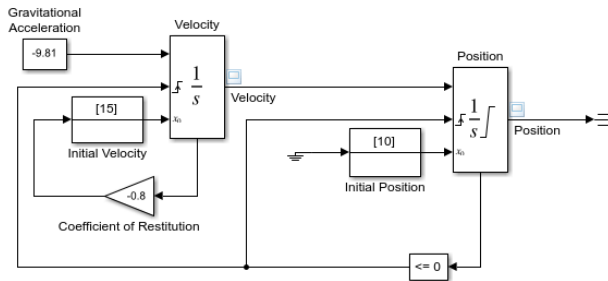 Gravitational
Acceleration
-9.81
Velocity
1
s
x₀
Velocity
[15]
Initial Velocity
-0.8
Coefficient of Restitution
Position
1
s
x₀
Position
[10]
Initial Position
<= 0